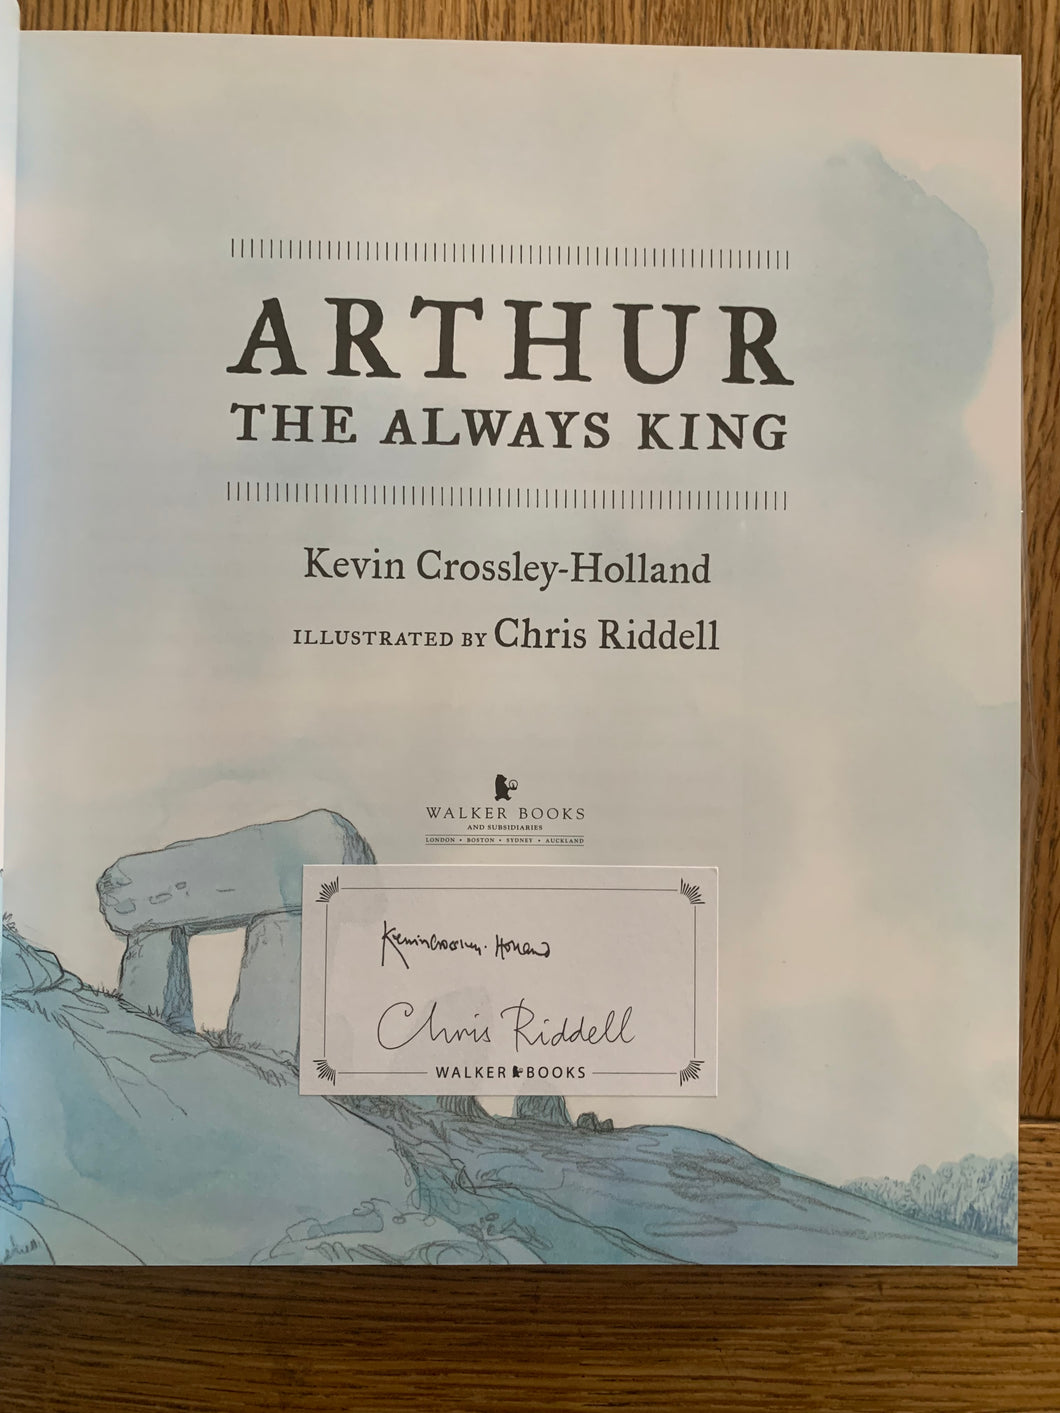 ARTHUR
THE ALWAYS KING
Kevin Crossley-Holland
ILLUSTRATED BY Chris Riddell
WALKER BOOKS
AND SUBSIDIARIES
LONDON • BOSTON • SYDNEY • AUCKLAND
Kevin Crossley-Holland
Chris Riddell
WALKER BOOKS